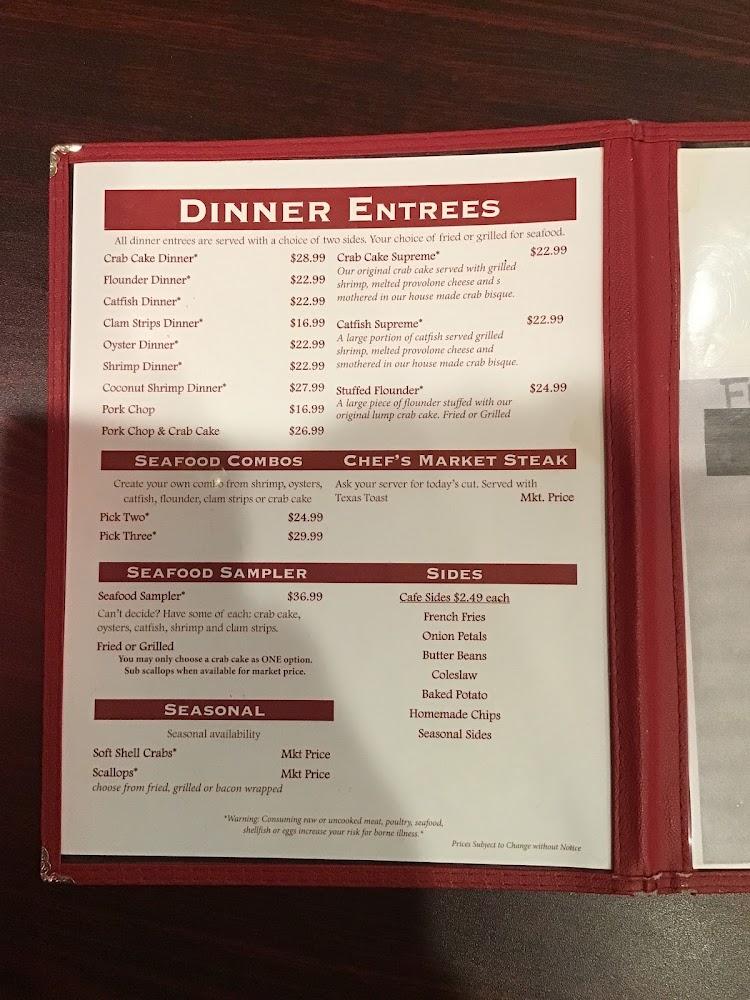 DINNER ENTREES
All dinner entrees are served with a choice of two sides. Your choice of fried or grilled for seafood.
Crab Cake Dinner* $28.99
Flounder Dinner* $22.99
Catfish Dinner* $22.99
Clam Strips Dinner* $16.99
Oyster Dinner* $22.99
Shrimp Dinner* $22.99
Coconut Shrimp Dinner* $27.99
Pork Chop $16.99
Pork Chop & Crab Cake $26.99
Crab Cake Supreme* $22.99
Our original crab cake served with grilled
shrimp, melted provolone cheese and s
mothered in our house made crab bisque.
Catfish Supreme* $22.99
A large portion of catfish served grilled
shrimp, melted provolone cheese and
smothered in our house made crab bisque.
Stuffed Flounder* $24.99
A large piece of flounder stuffed with our
original lump crab cake. Fried or Grilled
SEAFOOD COMBOS
Create your own combo from shrimp, oysters,
catfish, flounder, clam strips or crab cake
Pick Two* $24.99
Pick Three* $29.99
CHEF'S MARKET STEAK
Ask your server for today's cut. Served with
Texas Toast Mkt. Price
SEAFOOD SAMPLER
Seafood Sampler* $36.99
Can't decide? Have some of each: crab cake,
oysters, catfish, shrimp and clam strips.
Fried or Grilled
You may only choose a crab cake as ONE option.
Sub scallops when available for market price.
SIDES
Cafe Sides $2.49 each
French Fries
Onion Petals
Butter Beans
Coleslaw
Baked Potato
Homemade Chips
Seasonal Sides
SEASONAL
Seasonal availability
Soft Shell Crabs* Mkt Price
Scallops* Mkt Price
choose from fried, grilled or bacon wrapped
*Warning: Consuming raw or uncooked meat, poultry, seafood,
shellfish or eggs increase your risk for borne illness.*
Prices Subject to Change without Notice